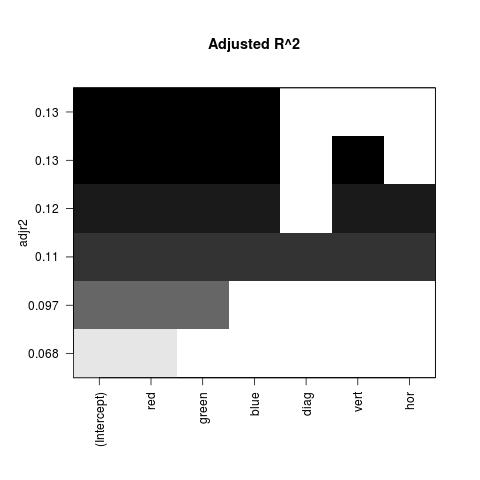 Adjusted R^2
adjr2
0.13
0.13
0.12
0.11
0.097
0.068
(Intercept)
red
green
blue
diag
vert
hor